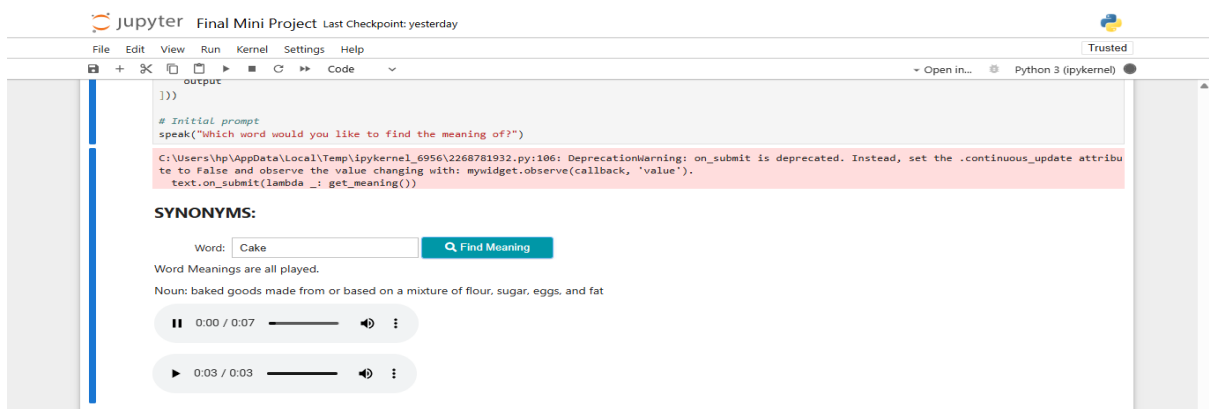 jupyter Final Mini Project Last Checkpoint: yesterday
File Edit View Run Kernel Settings Help Trusted
Code Open in... Python 3 (ipykernel)
output
]))
# Initial prompt
speak("Which word would you like to find the meaning of?")
C:\Users\hp\AppData\Local\Temp\ipykernel_6956\2268781932.py:106: DeprecationWarning: on_submit is deprecated. Instead, set the .continuous_update attribu
te to False and observe the value changing with: mywidget.observe(callback, 'value').
text.on_submit(lambda _: get_meaning())
SYNONYMS:
Word: Cake Find Meaning
Word Meanings are all played.
Noun: baked goods made from or based on a mixture of flour, sugar, eggs, and fat
0:00 / 0:07
0:03 / 0:03